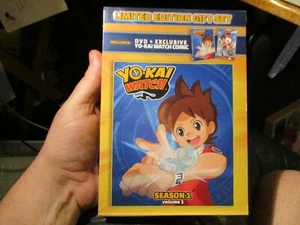 LIMITED EDITION GIFT SET
INCLUDES: DVD + EXCLUSIVE
YO-KAI WATCH COMIC
YO-KAI
WATCH
SEASON 1
volume 1